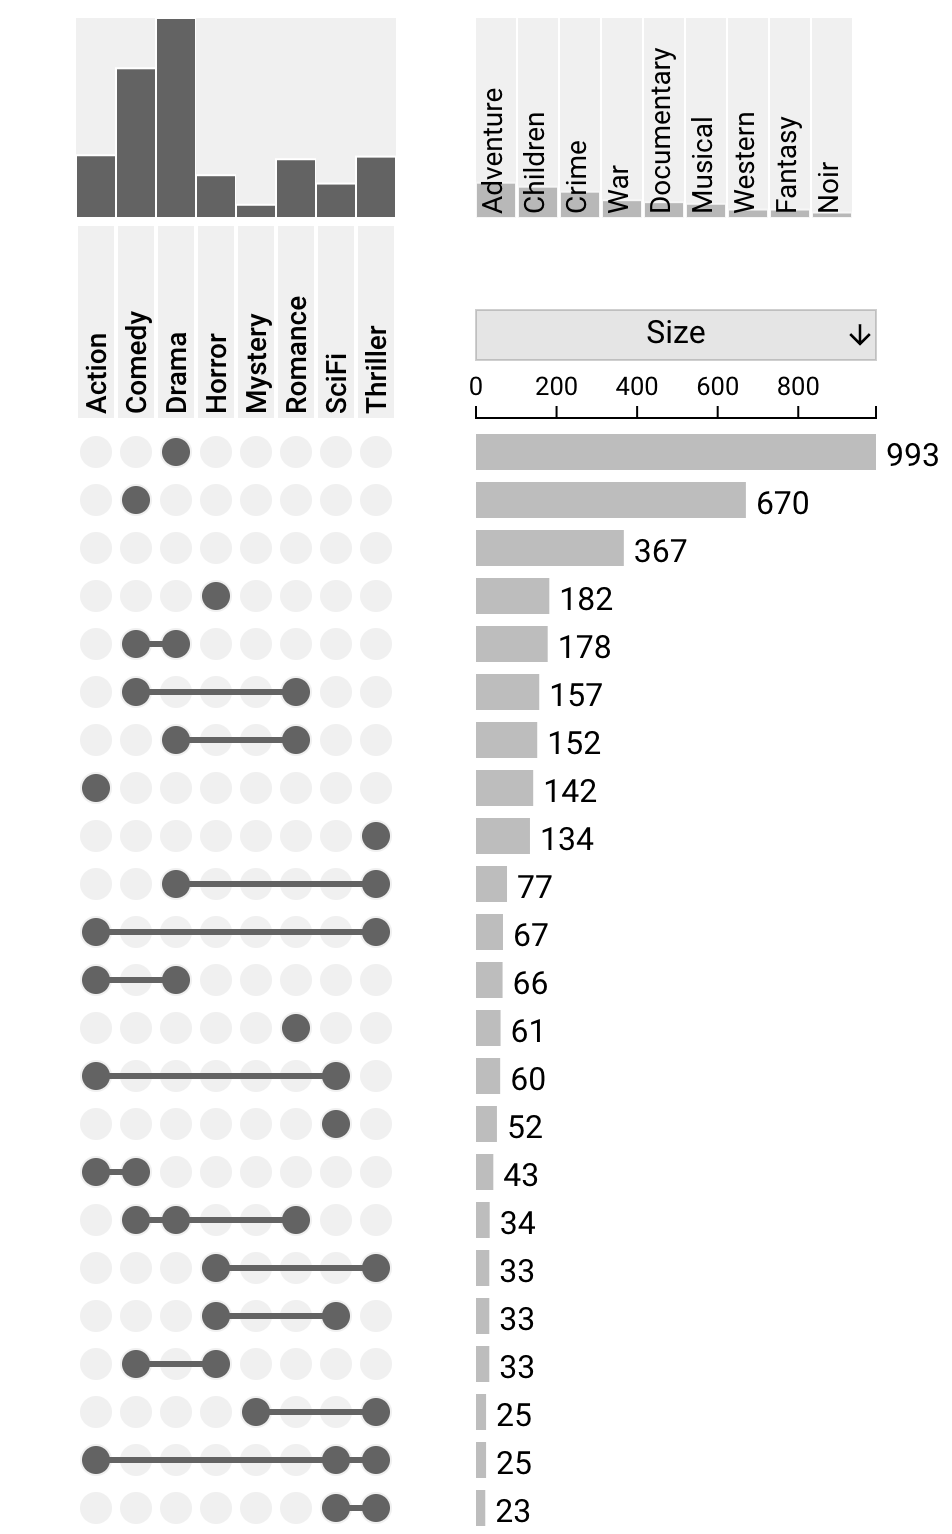 Adventure
Children
Crime
War
Documentary
Musical
Western
Fantasy
Noir
Action
Comedy
Drama
Horror
Mystery
Romance
SciFi
Thriller
Size
0 200 400 600 800
993
670
367
182
178
157
152
142
134
77
67
66
61
60
52
43
34
33
33
33
25
25
23